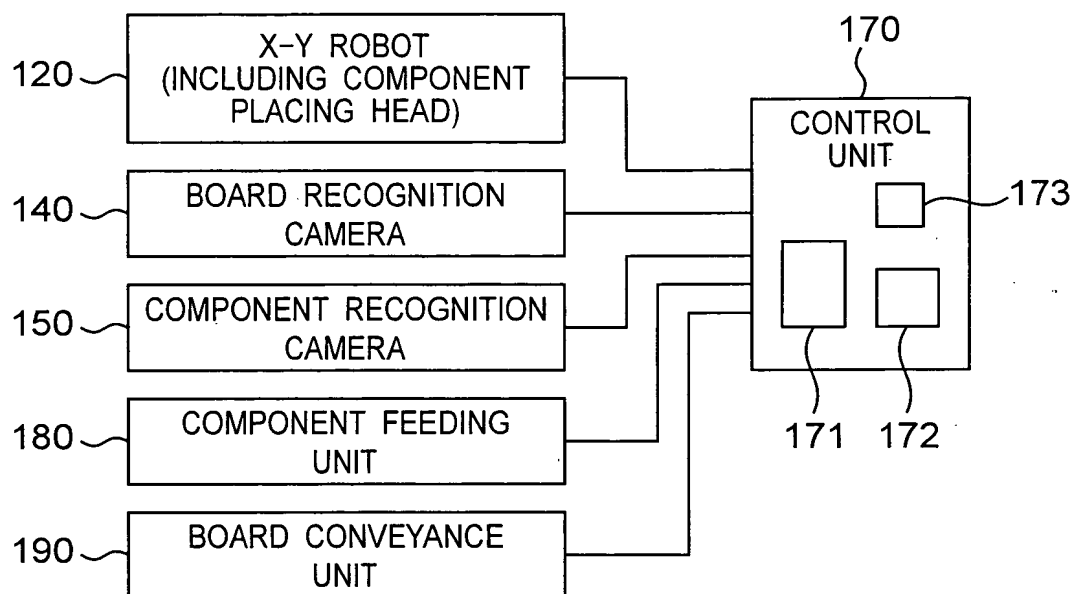 120
X-Y ROBOT
(INCLUDING COMPONENT
PLACING HEAD)
140
BOARD RECOGNITION
CAMERA
150
COMPONENT RECOGNITION
CAMERA
180
COMPONENT FEEDING
UNIT
190
BOARD CONVEYANCE
UNIT
170
CONTROL
UNIT
173
171
172